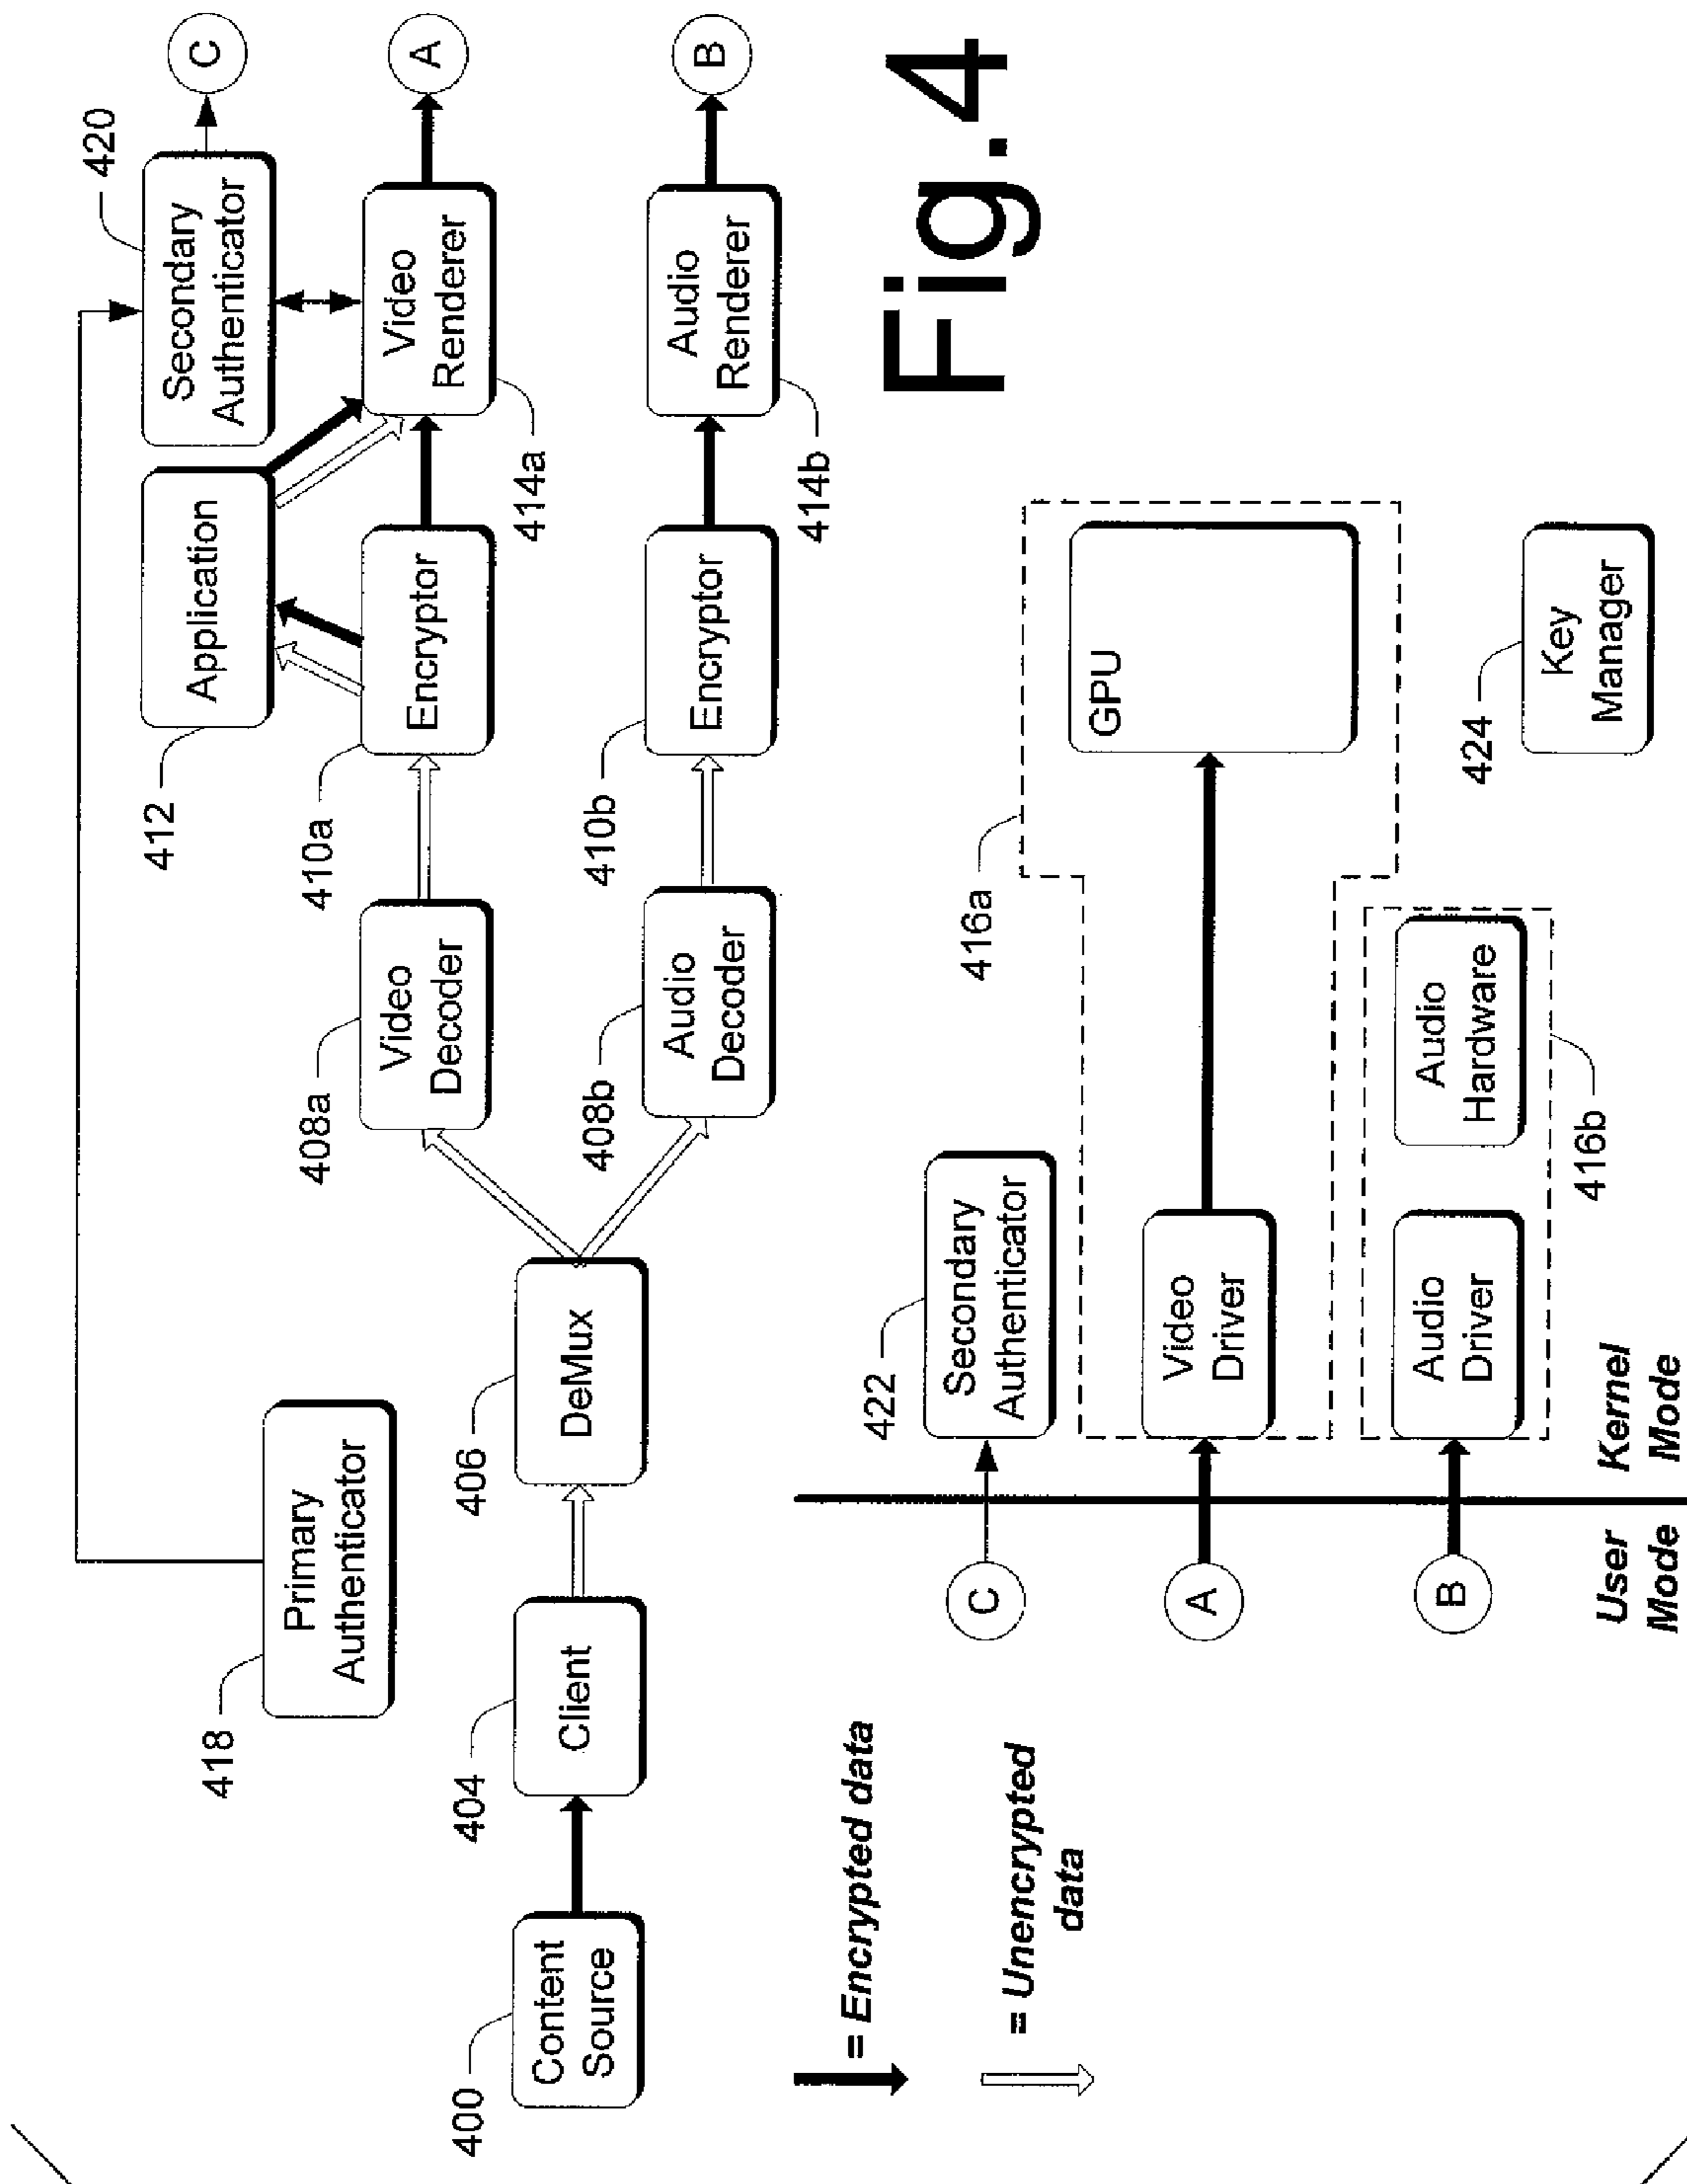 420
Secondary
Authenticator
C
412
Application
Video
Renderer
A
414a
410a
Encryptor
408a
Video
Decoder
418
Primary
Authenticator
400
Content
Source
404
Client
406
DeMux
408b
Audio
Decoder
410b
Encryptor
Audio
Renderer
B
414b
= Encrypted data
= Unencrypted
data
Fig.4
C
422
Secondary
Authenticator
416a
A
Video
Driver
GPU
B
Audio
Driver
Audio
Hardware
416b
424
Key
Manager
User
Mode
Kernel
Mode